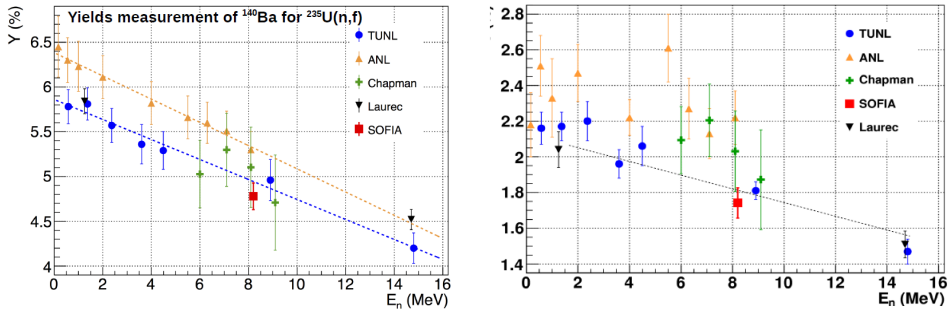 Yields measurement of ¹⁴⁰Ba for ²³⁵U(n,f)
Y (%)
6.5
6
5.5
5
4.5
4
0 2 4 6 8 10 12 14 16
Eₙ (MeV)
TUNL
ANL
Chapman
Laurec
SOFIA
2.8
2.6
2.4
2.2
2
1.8
1.6
1.4
0 2 4 6 8 10 12 14 16
Eₙ (MeV)
TUNL
ANL
Chapman
SOFIA
Laurec